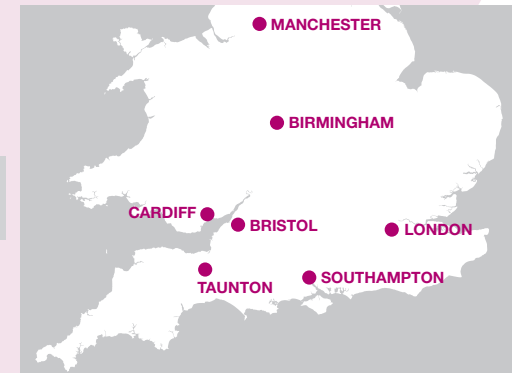 MANCHESTER
BIRMINGHAM
CARDIFF
BRISTOL
LONDON
TAUNTON
SOUTHAMPTON